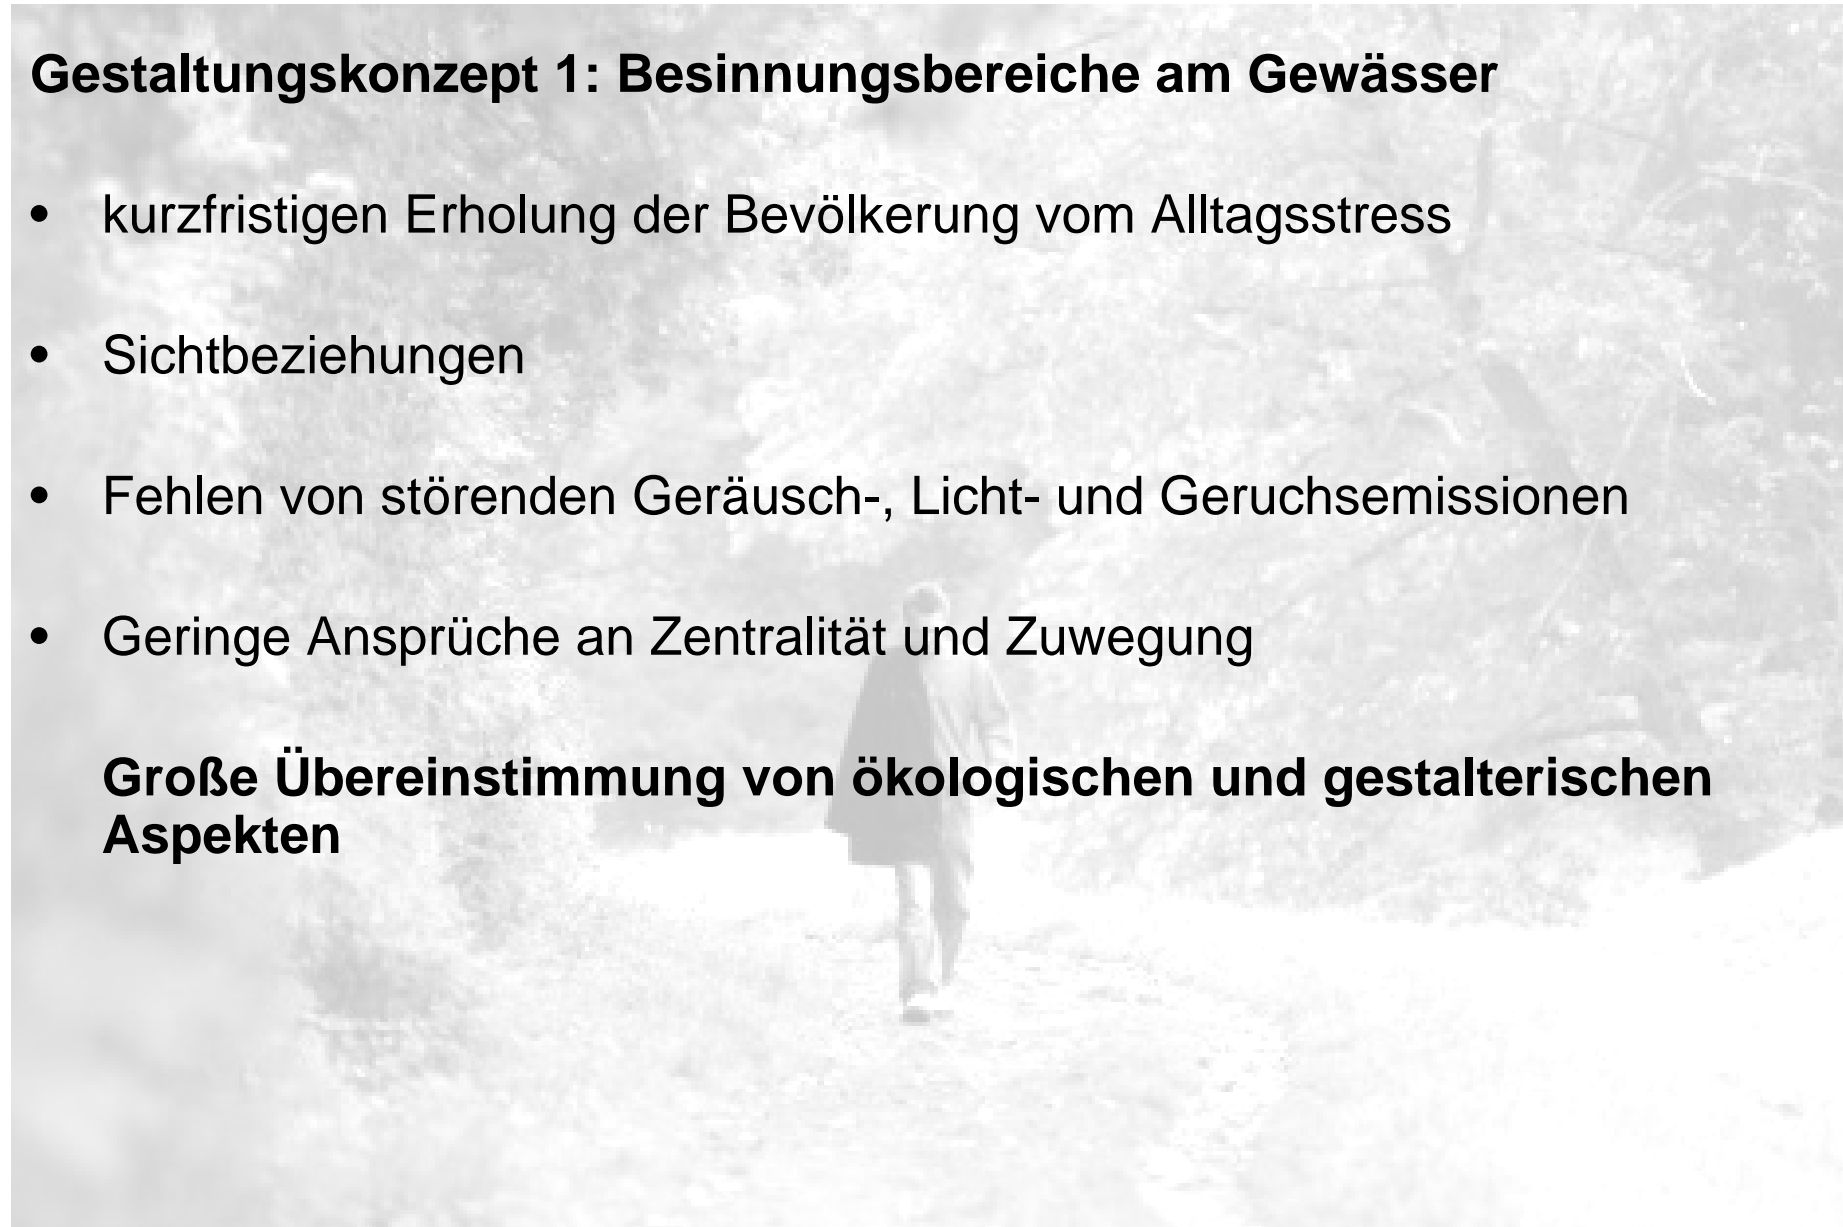 Gestaltungskonzept 1: Besinnungsbereiche am Gewässer
• kurzfristigen Erholung der Bevölkerung vom Alltagsstress
• Sichtbeziehungen
• Fehlen von störenden Geräusch-, Licht- und Geruchsemissionen
• Geringe Ansprüche an Zentralität und Zuwegung
Große Übereinstimmung von ökologischen und gestalterischen
Aspekten